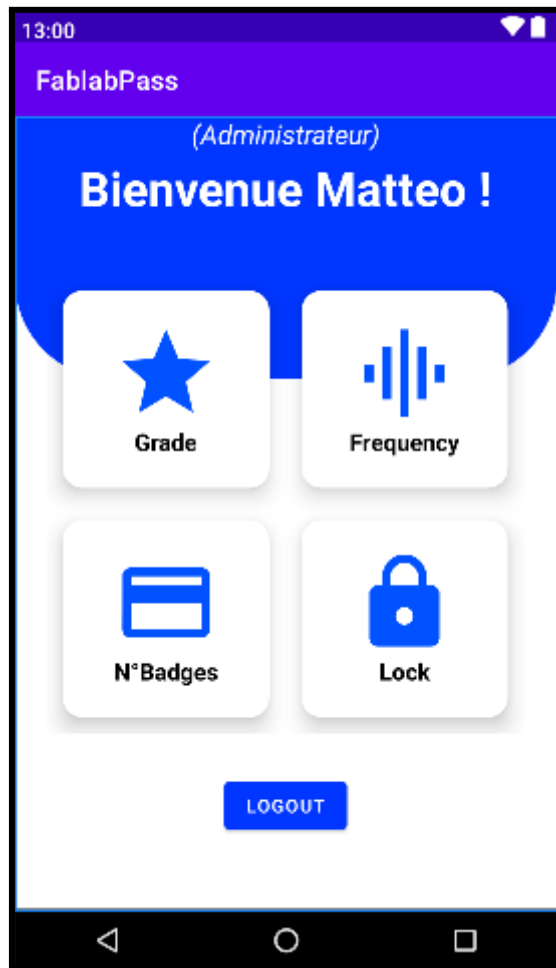 13:00
FablabPass
(Administrateur)
Bienvenue Matteo !
Grade
Frequency
N°Badges
Lock
LOGOUT